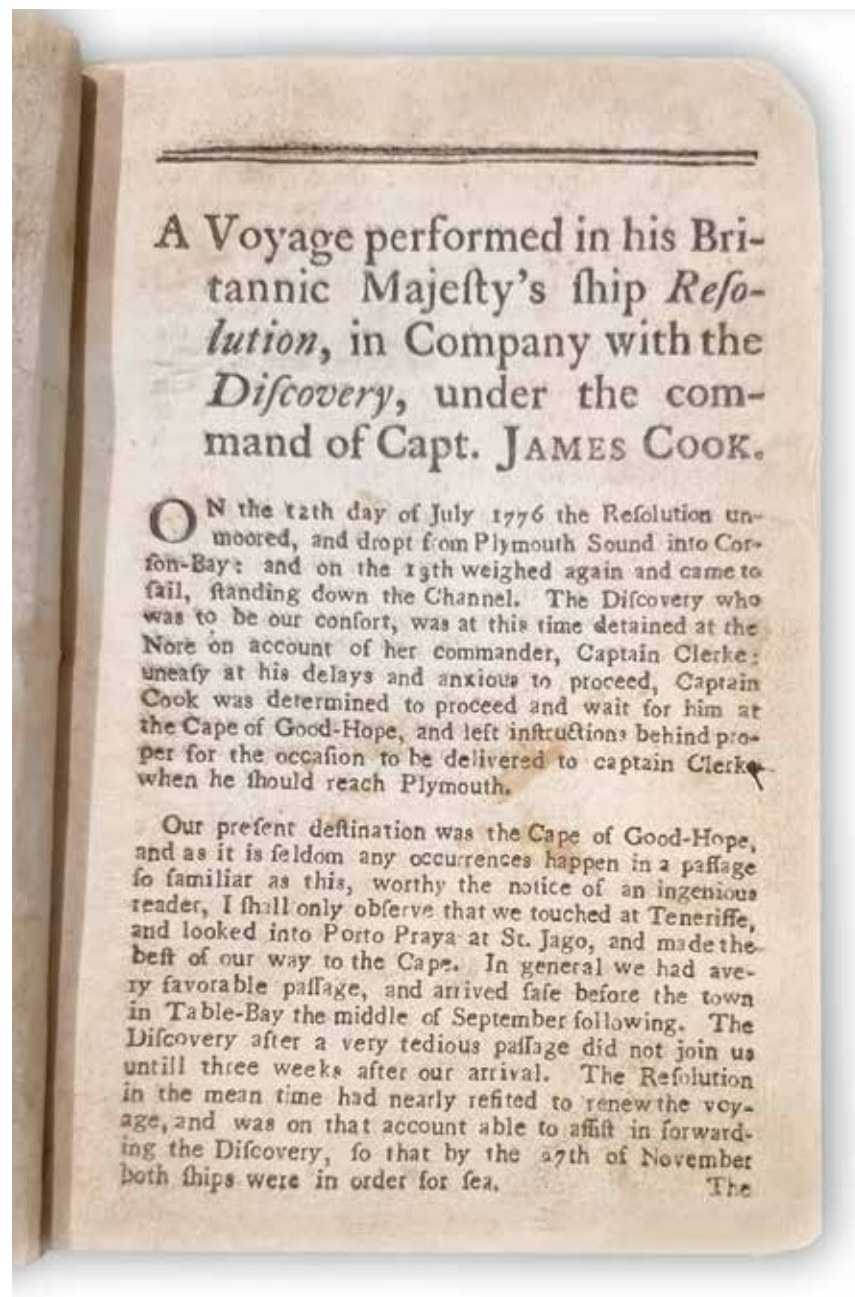 A Voyage performed in his Bri-
tannic Majeſty's ſhip Reſo-
lution, in Company with the
Diſcovery, under the com-
mand of Capt. JAMES COOK.
ON the 12th day of July 1776 the Reſolution un-
moored, and dropt from Plymouth Sound into Cor-
ſon-Bay: and on the 13th weighed again and came to
ſail, ſtanding down the Channel. The Diſcovery who
was to be our conſort, was at this time detained at the
Nore on account of her commander, Captain Clerke:
uneaſy at his delays and anxious to proceed, Captain
Cook was determined to proceed and wait for him at
the Cape of Good-Hope, and left inſtructions behind pro-
per for the occaſion to be delivered to captain Clerke
when he ſhould reach Plymouth.
Our preſent deſtination was the Cape of Good-Hope,
and as it is ſeldom any occurrences happen in a paſſage
ſo familiar as this, worthy the notice of an ingenious
reader, I ſhall only obſerve that we touched at Teneriffe,
and looked into Porto Praya at St. Jago, and made the
beſt of our way to the Cape. In general we had ave-
ry favorable paſſage, and arrived ſafe before the town
in Table-Bay the middle of September following. The
Diſcovery after a very tedious paſſage did not join us
untill three weeks after our arrival. The Reſolution
in the mean time had nearly refited to renew the voy-
age, and was on that account able to aſſiſt in forward-
ing the Diſcovery, ſo that by the 27th of November
both ſhips were in order for ſea. The